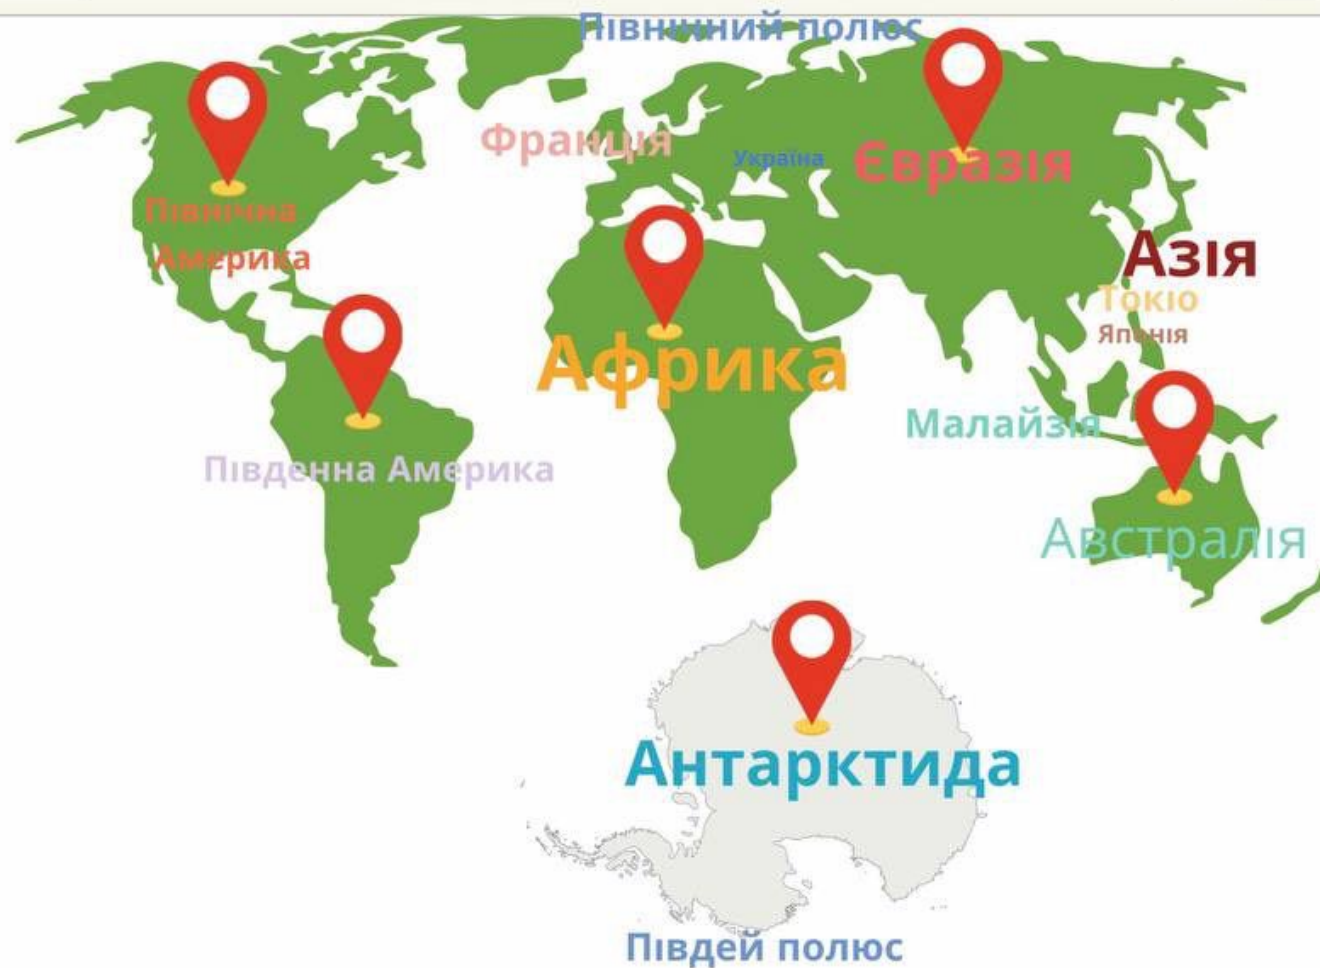 Північний полюс
Франція
Україна
Євразія
Північна
Америка
Азія
Токіо
Японія
Африка
Малайзія
Південна Америка
Австралія
Антарктида
Півдей полюс